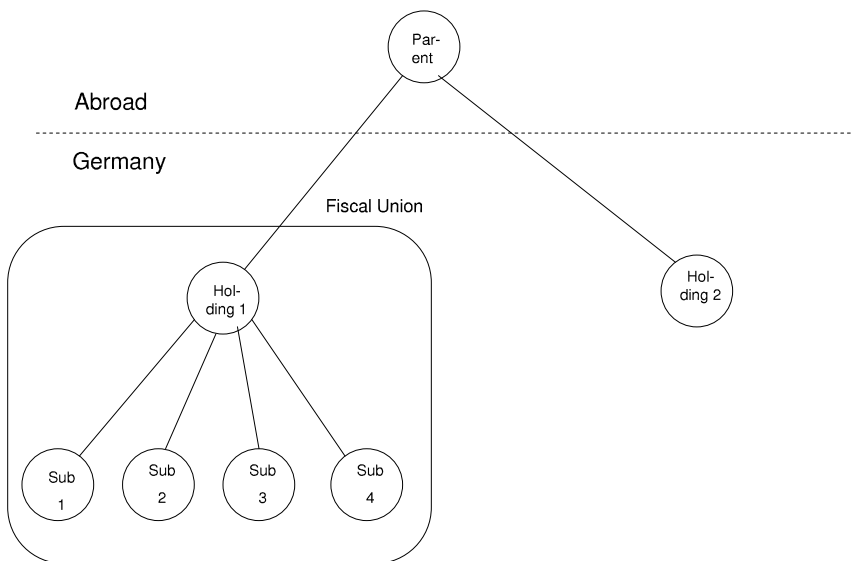 Par-
ent
Abroad
Germany
Fiscal Union
Hol-
ding 1
Hol-
ding 2
Sub
1
Sub
2
Sub
3
Sub
4